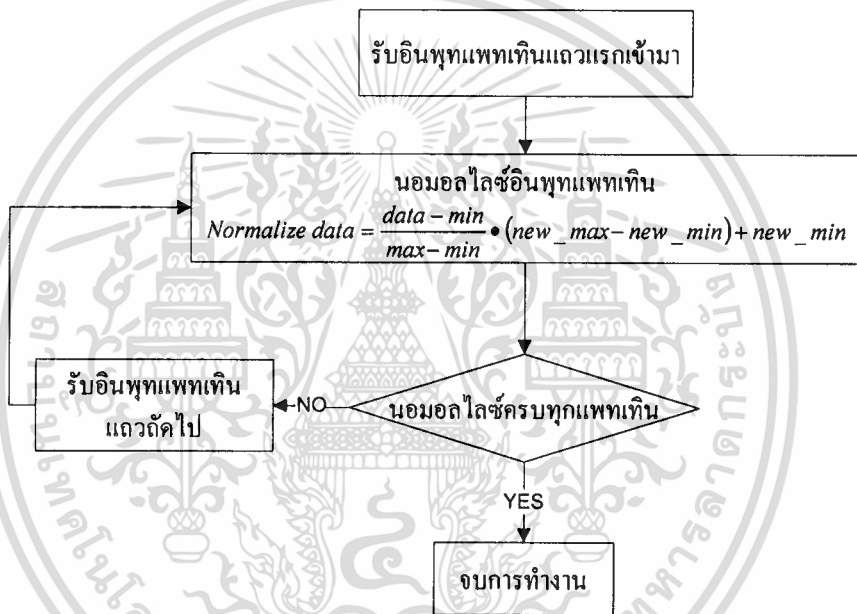 รับอินพุทแพทเทินแถวแรกเข้ามา
นอมอลไลซ์อินพุทแพทเทิน
Normalize data = \frac{data - min}{max - min} • (new_max - new_min) + new_min
นอมอลไลซ์ครบทุกแพทเทิน
NO
รับอินพุทแพทเทิน
แถวถัดไป
YES
จบการทำงาน